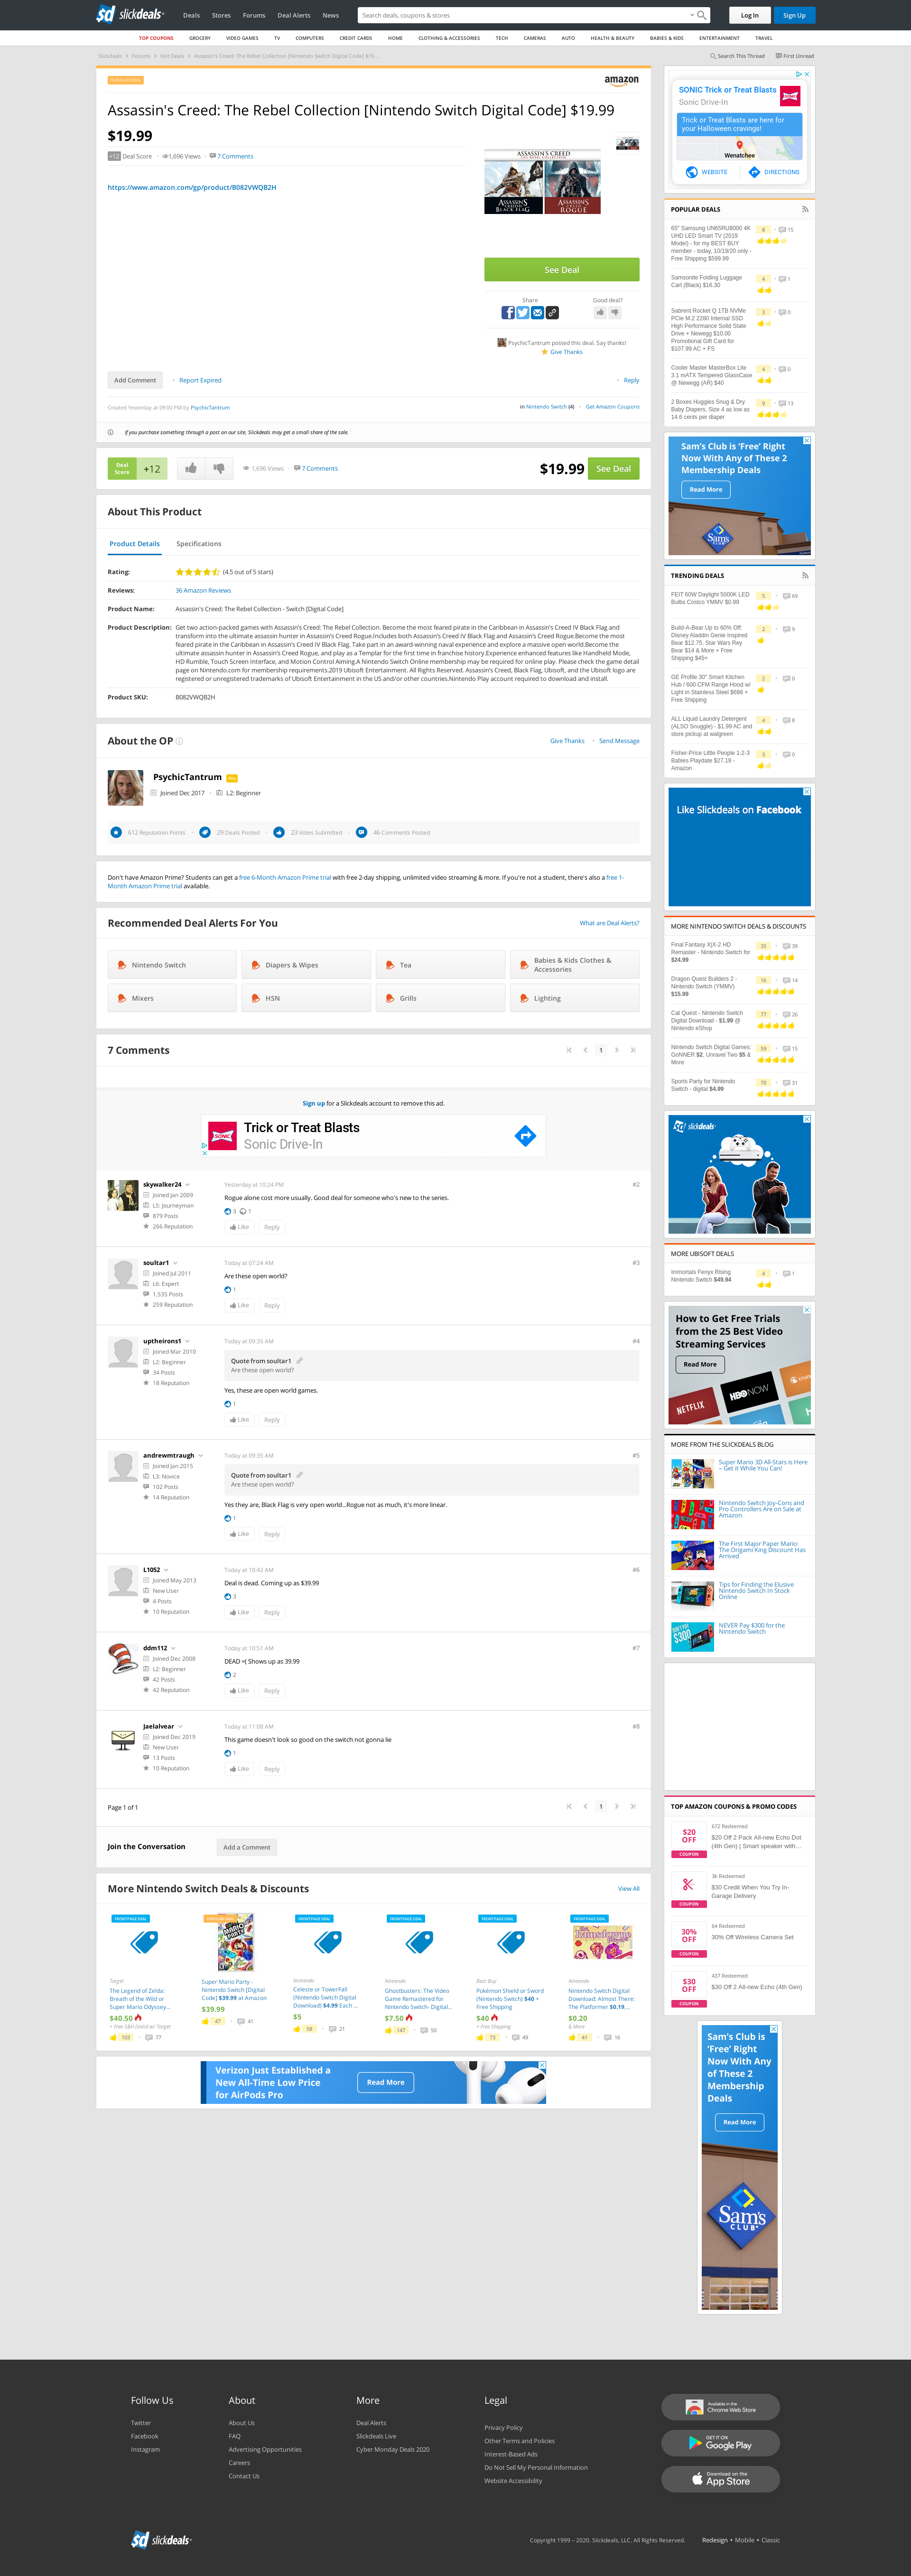 slickdeals
Deals
Stores
Forums
Deal Alerts
News
Search deals, coupons & stores
Log In
Sign Up
TOP COUPONS
GROCERY
VIDEO GAMES
TV
COMPUTERS
CREDIT CARDS
HOME
CLOTHING & ACCESSORIES
TECH
CAMERAS
AUTO
HEALTH & BEAUTY
BABIES & KIDS
ENTERTAINMENT
TRAVEL
Slickdeals > Forums > Hot Deals > Assassin's Creed: The Rebel Collection [Nintendo Switch Digital Code] $19....
Search This Thread
First Unread
POPULAR DEAL
amazon
Assassin's Creed: The Rebel Collection [Nintendo Switch Digital Code] $19.99
$19.99
+12 Deal Score
1,696 Views
7 Comments
https://www.amazon.com/gp/product/B082VWQB2H
ASSASSIN'S CREED
THE REBEL COLLECTION
ASSASSIN'S CREED IV BLACK FLAG
ASSASSIN'S CREED ROGUE
See Deal
Share
Good deal?
PsychicTantrum posted this deal. Say thanks!
Give Thanks
Add Comment
Report Expired
Reply
Created Yesterday at 09:00 PM by PsychicTantrum
in Nintendo Switch (4)
Get Amazon Coupons
If you purchase something through a post on our site, Slickdeals may get a small share of the sale.
Deal Score
+12
1,696 Views
7 Comments
$19.99
See Deal
About This Product
Product Details
Specifications
Rating: (4.5 out of 5 stars)
Reviews: 36 Amazon Reviews
Product Name: Assassin's Creed: The Rebel Collection - Switch [Digital Code]
Product Description: Get two action-packed games with Assassin's Creed: The Rebel Collection. Become the most feared pirate in the Caribbean in Assassin's Creed IV Black Flag and
transform into the ultimate assassin hunter in Assassin's Creed Rogue.Includes both Assassin's Creed IV Black Flag and Assassin's Creed Rogue.Become the most
feared pirate in the Caribbean in Assassin's Creed IV Black Flag. Take part in an award-winning naval experience and explore a massive open world.Become the
ultimate assassin hunter in Assassin's Creed Rogue, and play as a Templar for the first time in franchise history.Experience enhanced features like Handheld Mode,
HD Rumble, Touch Screen Interface, and Motion Control Aiming.A Nintendo Switch Online membership may be required for online play. Please check the game detail
page on Nintendo.com for membership requirements.2019 Ubisoft Entertainment. All Rights Reserved. Assassin's Creed, Black Flag, Ubisoft, and the Ubisoft logo are
registered or unregistered trademarks of Ubisoft Entertainment in the US and/or other countries.Nintendo Play account required to download and install.
Product SKU: B082VWQB2H
About the OP
Give Thanks
Send Message
PsychicTantrum
Pro
Joined Dec 2017
L2: Beginner
612 Reputation Points
29 Deals Posted
23 Votes Submitted
46 Comments Posted
Don't have Amazon Prime? Students can get a free 6-Month Amazon Prime trial with free 2-day shipping, unlimited video streaming & more. If you're not a student, there's also a free 1-
Month Amazon Prime trial available.
Recommended Deal Alerts For You
What are Deal Alerts?
Nintendo Switch
Diapers & Wipes
Tea
Babies & Kids Clothes &
Accessories
Mixers
HSN
Grills
Lighting
7 Comments
1
Sign up for a Slickdeals account to remove this ad.
SONIC
Trick or Treat Blasts
Sonic Drive-In
skywalker24
Joined Jan 2009
L5: Journeyman
879 Posts
266 Reputation
Yesterday at 10:24 PM
#2
Rogue alone cost more usually. Good deal for someone who's new to the series.
3
1
Like
Reply
soultar1
Joined Jul 2011
L6: Expert
1,535 Posts
259 Reputation
Today at 07:24 AM
#3
Are these open world?
1
Like
Reply
uptheirons1
Joined Mar 2010
L2: Beginner
34 Posts
18 Reputation
Today at 09:35 AM
#4
Quote from soultar1
Are these open world?
Yes, these are open world games.
1
Like
Reply
andrewmtraugh
Joined Jan 2015
L3: Novice
102 Posts
14 Reputation
Today at 09:35 AM
#5
Quote from soultar1
Are these open world?
Yes they are, Black Flag is very open world...Rogue not as much, it's more linear.
1
Like
Reply
L1052
Joined May 2013
New User
4 Posts
10 Reputation
Today at 10:42 AM
#6
Deal is dead. Coming up as $39.99
3
Like
Reply
ddm112
Joined Dec 2008
L2: Beginner
42 Posts
42 Reputation
Today at 10:51 AM
#7
DEAD =( Shows up as 39.99
2
Like
Reply
Jaelalvear
Joined Dec 2019
New User
13 Posts
10 Reputation
Today at 11:08 AM
#8
This game doesn't look so good on the switch not gonna lie
1
Like
Reply
Page 1 of 1
1
Join the Conversation
Add a Comment
More Nintendo Switch Deals & Discounts
View All
FRONTPAGE DEAL
Target
The Legend of Zelda:
Breath of the Wild or
Super Mario Odyssey...
$40.50
+ Free S&H (Valid w/ Target
103
77
POPULAR DEAL
Super Mario Party -
Nintendo Switch [Digital
Code] $39.99 at Amazon
$39.99
47
41
FRONTPAGE DEAL
Nintendo
Celeste or TowerFall
(Nintendo Switch Digital
Download) $4.99 Each ...
$5
58
21
FRONTPAGE DEAL
Nintendo
Ghostbusters: The Video
Game Remastered for
Nintendo Switch- Digital...
$7.50
147
50
FRONTPAGE DEAL
Best Buy
Pokémon Shield or Sword
(Nintendo Switch) $40 +
Free Shipping
$40
+ Free Shipping
73
49
FRONTPAGE DEAL
Nintendo
Nintendo Switch Digital
Download: Almost There:
The Platformer $0.19,...
$0.20
& More
41
16
Verizon Just Established a
New All-Time Low Price
for AirPods Pro
Read More
SONIC Trick or Treat Blasts
Sonic Drive-In
Trick or Treat Blasts are here for
your Halloween cravings!
Wenatchee
WEBSITE
DIRECTIONS
POPULAR DEALS
65" Samsung UN65RU8000 4K
UHD LED Smart TV (2019
Model) - for my BEST BUY
member - today, 10/19/20 only -
Free Shipping $599.99
8
15
Samsonite Folding Luggage
Cart (Black) $16.30
4
1
Sabrent Rocket Q 1TB NVMe
PCIe M.2 2280 Internal SSD
High Performance Solid State
Drive + Newegg $10.00
Promotional Gift Card for
$107.99 AC + FS
3
0
Cooler Master MasterBox Lite
3.1 mATX Tempered GlassCase
@ Newegg (AR) $40
4
0
2 Boxes Huggies Snug & Dry
Baby Diapers, Size 4 as low as
14.6 cents per diaper
9
13
Sam's Club is 'Free' Right
Now With Any of These 2
Membership Deals
Read More
Sam's
TRENDING DEALS
FEIT 60W Daylight 5000K LED
Bulbs Costco YMMV $0.99
5
69
Build-A-Bear Up to 60% Off:
Disney Aladdin Genie Inspired
Bear $12.75, Star Wars Rey
Bear $14 & More + Free
Shipping $45+
2
9
GE Profile 30" Smart Kitchen
Hub / 600 CFM Range Hood w/
Light in Stainless Steel $698 +
Free Shipping
2
0
ALL Liquid Laundry Detergent
(ALSO Snuggle) - $1.99 AC and
store pickup at walgreen
4
8
Fisher-Price Little People 1-2-3
Babies Playdate $27.19 -
Amazon
3
0
Like Slickdeals on Facebook
MORE NINTENDO SWITCH DEALS & DISCOUNTS
Final Fantasy X|X-2 HD
Remaster - Nintendo Switch for
$24.99
35
39
Dragon Quest Builders 2 -
Nintendo Switch (YMMV)
$15.99
16
14
Cat Quest - Nintendo Switch
Digital Download - $1.99 @
Nintendo eShop
77
26
Nintendo Switch Digital Games:
GoNNER $2, Unravel Two $5 &
More
59
15
Sports Party for Nintendo
Switch - digital $4.99
70
31
slickdeals
MORE UBISOFT DEALS
Immortals Fenyx Rising
Nintendo Switch $49.94
4
1
How to Get Free Trials
from the 25 Best Video
Streaming Services
Read More
NETFLIX
HBO NOW
MORE FROM THE SLICKDEALS BLOG
Super Mario 3D All-Stars is Here
– Get it While You Can!
Nintendo Switch Joy-Cons and
Pro Controllers Are on Sale at
Amazon
The First Major Paper Mario:
The Origami King Discount Has
Arrived
Tips for Finding the Elusive
Nintendo Switch In Stock
Online
DON'T PAY
$300
NEVER Pay $300 for the
Nintendo Switch
TOP AMAZON COUPONS & PROMO CODES
$20
OFF
COUPON
672 Redeemed
$20 Off 2 Pack All-new Echo Dot
(4th Gen) | Smart speaker with...
COUPON
3k Redeemed
$30 Credit When You Try In-
Garage Delivery
30%
OFF
COUPON
64 Redeemed
30% Off Wireless Camera Set
$30
OFF
COUPON
437 Redeemed
$30 Off 2 All-new Echo (4th Gen)
Sam's Club is
'Free' Right
Now With Any
of These 2
Membership
Deals
Read More
Sam's
CLUB
Follow Us
Twitter
Facebook
Instagram
About
About Us
FAQ
Advertising Opportunities
Careers
Contact Us
More
Deal Alerts
Slickdeals Live
Cyber Monday Deals 2020
Legal
Privacy Policy
Other Terms and Policies
Interest-Based Ads
Do Not Sell My Personal Information
Website Accessibility
Available in the
Chrome Web Store
GET IT ON
Google Play
Download on the
App Store
slickdeals
Copyright 1999 – 2020. Slickdeals, LLC. All Rights Reserved.
Redesign • Mobile • Classic